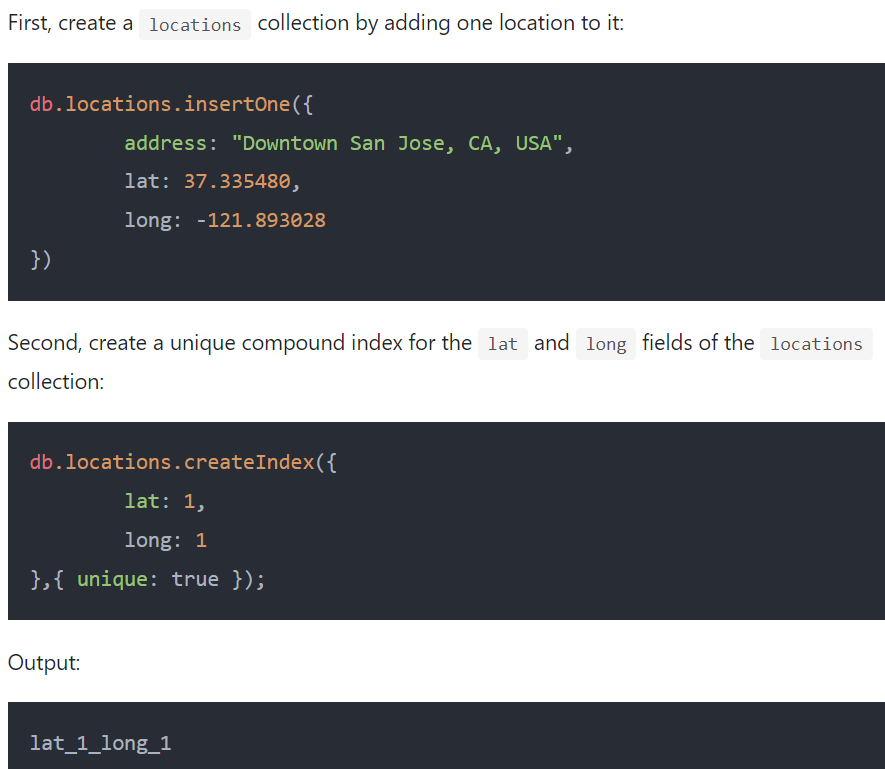 First, create a locations collection by adding one location to it:
db.locations.insertOne({
        address: "Downtown San Jose, CA, USA",
        lat: 37.335480,
        long: -121.893028
})
Second, create a unique compound index for the lat and long fields of the locations
collection:
db.locations.createIndex({
        lat: 1,
        long: 1
},{ unique: true });
Output:
lat_1_long_1